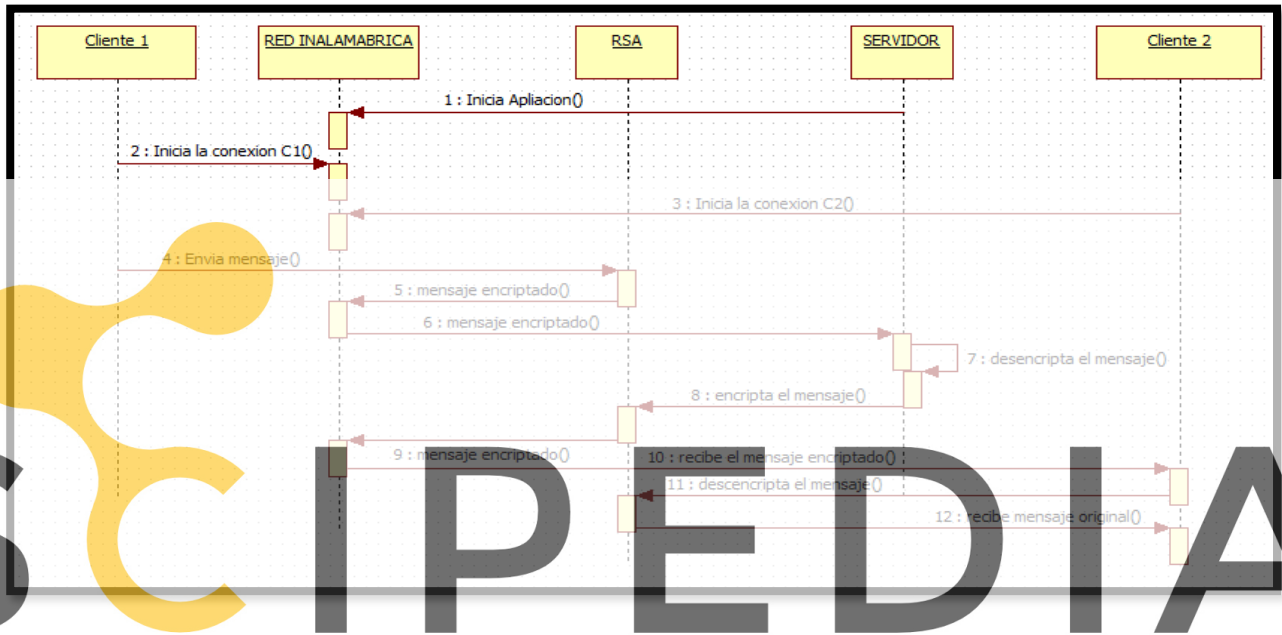 Cliente 1
RED INALAMABRICA
RSA
SERVIDOR
Cliente 2
1 : Inicia Apliacion()
2 : Inicia la conexion C1()
3 : Inicia la conexion C2()
4 : Envia mensaje()
5 : mensaje encriptado()
6 : mensaje encriptado()
7 : desencripta el mensaje()
8 : encripta el mensaje()
9 : mensaje encriptado()
10 : recibe el mensaje encriptado()
11 : descencripta el mensaje()
12 : recibe mensaje original()
SCIPEDIA